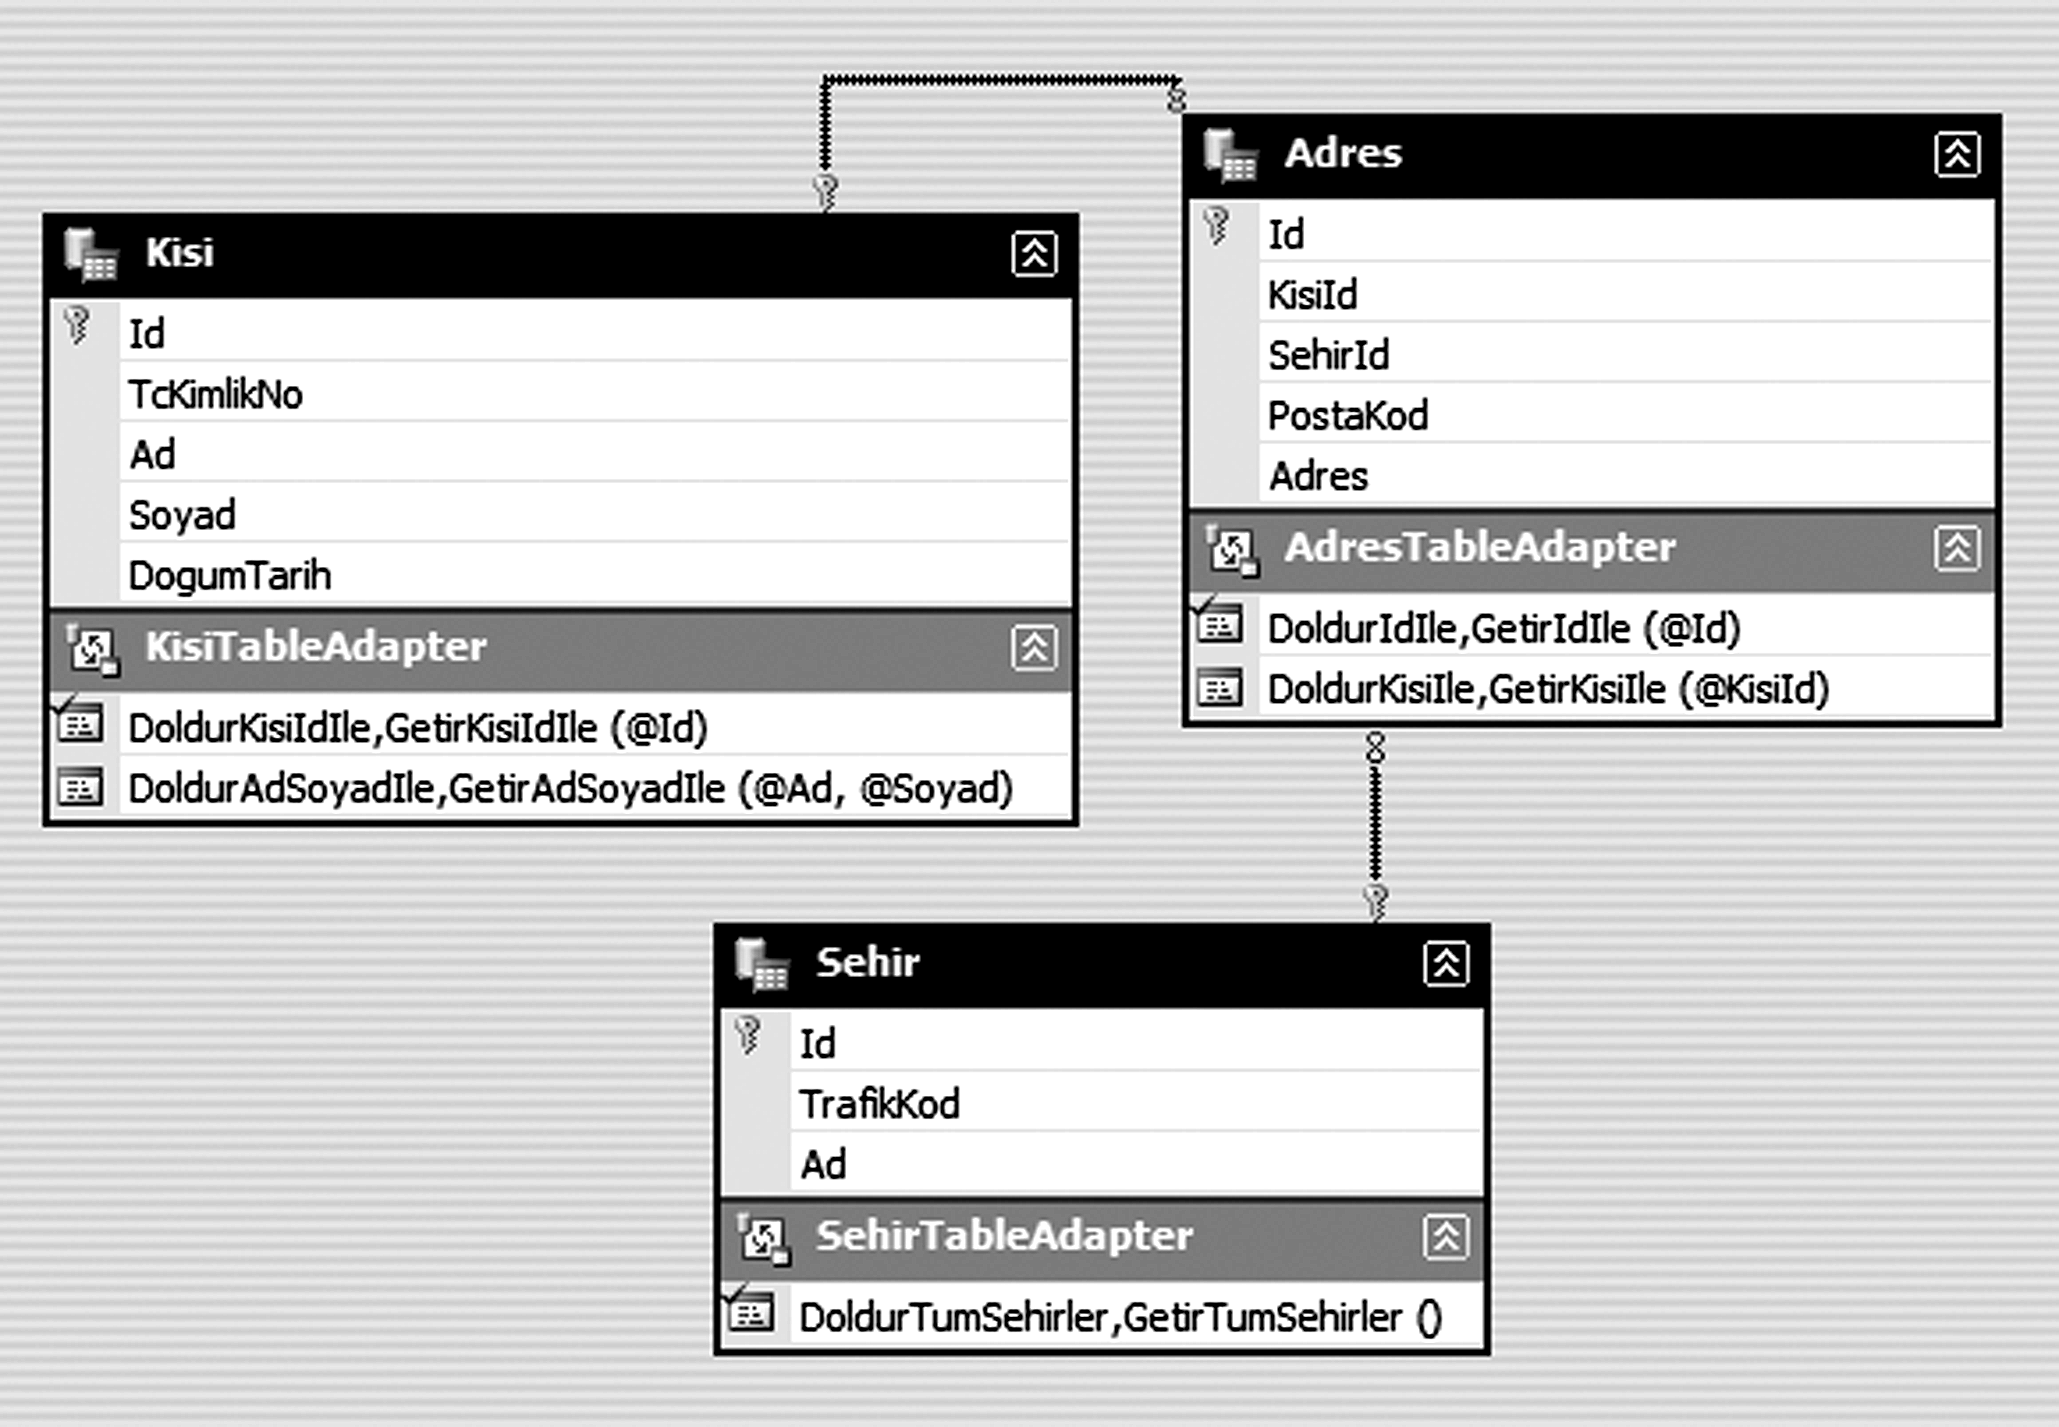 Kisi
Id
TcKimlikNo
Ad
Soyad
DogumTarih
KisiTableAdapter
DoldurKisiIdIle,GetirKisiIdIle (@Id)
DoldurAdSoyadIle,GetirAdSoyadIle (@Ad, @Soyad)
Adres
Id
KisiId
SehirId
PostaKod
Adres
AdresTableAdapter
DoldurIdIle,GetirIdIle (@Id)
DoldurKisiIle,GetirKisiIle (@KisiId)
Sehir
Id
TrafikKod
Ad
SehirTableAdapter
DoldurTumSehirler,GetirTumSehirler ()